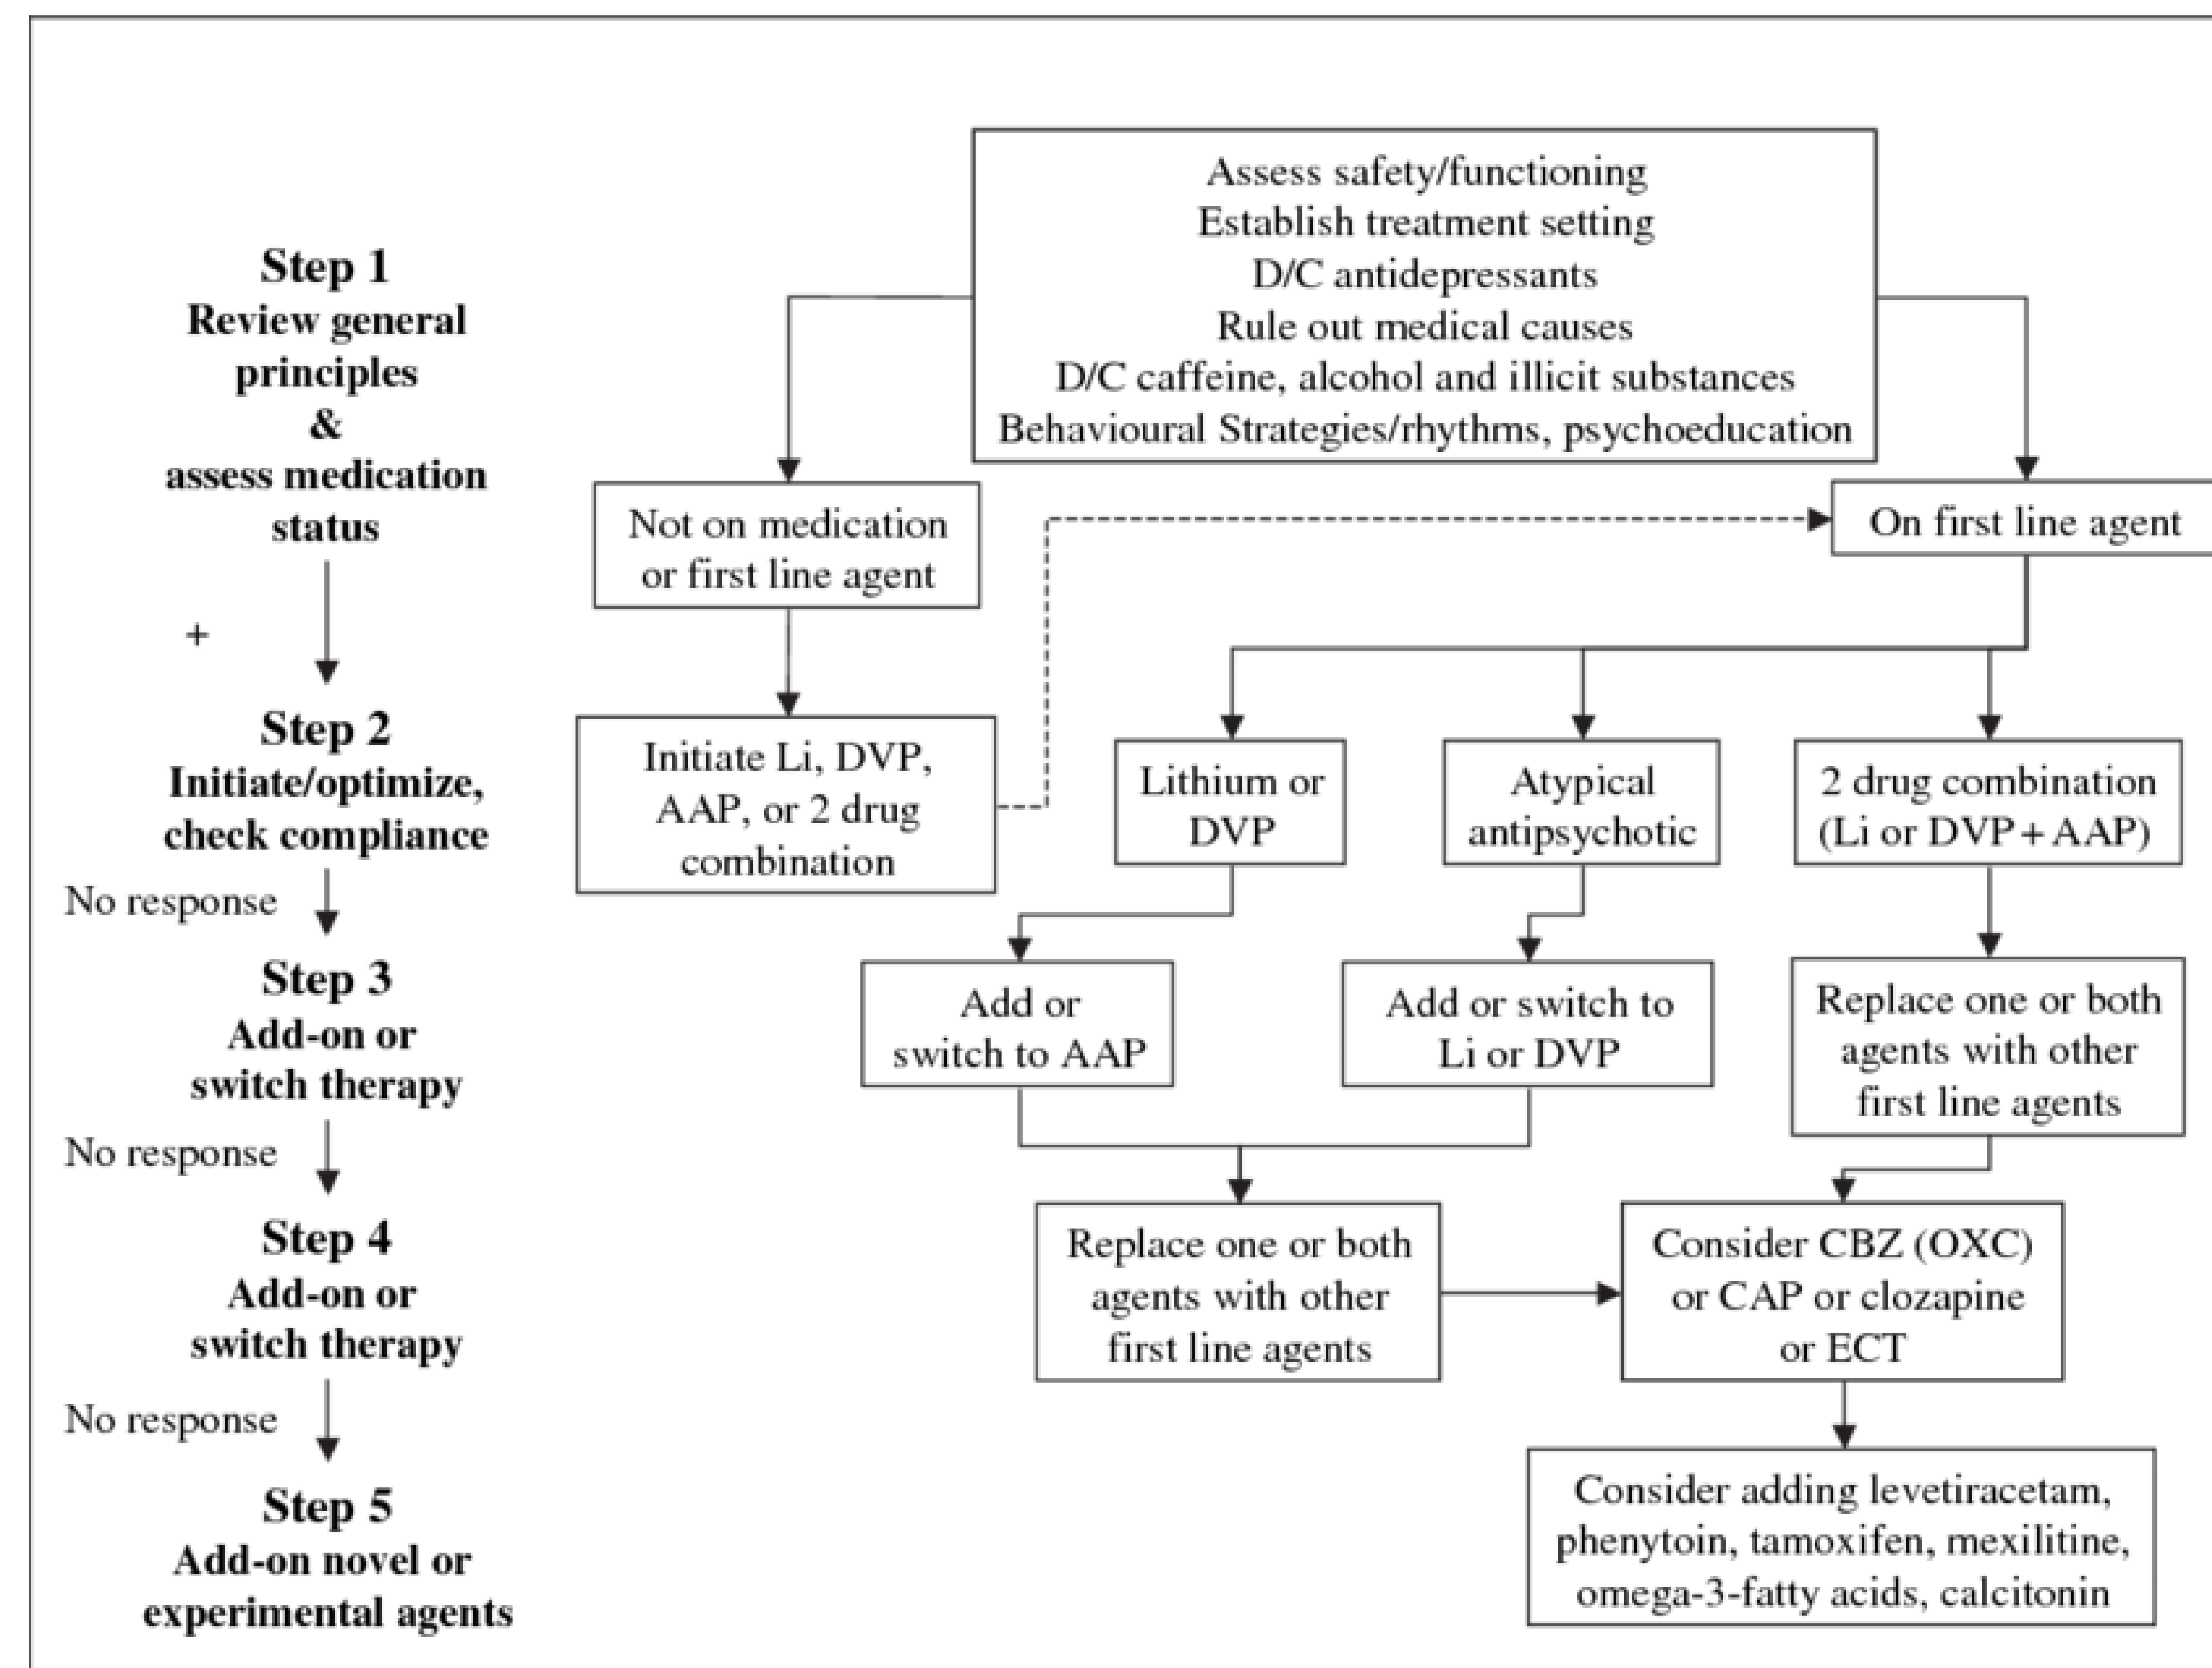 Assess safety/functioning
Establish treatment setting
D/C antidepressants
Rule out medical causes
D/C caffeine, alcohol and illicit substances
Behavioural Strategies/rhythms, psychoeducation
Step 1
Review general
principles
&
assess medication
status
+
Not on medication
or first line agent
On first line agent
Step 2
Initiate/optimize,
check compliance
No response
Initiate Li, DVP,
AAP, or 2 drug
combination
Lithium or
DVP
Atypical
antipsychotic
2 drug combination
(Li or DVP + AAP)
Step 3
Add-on or
switch therapy
No response
Add or
switch to AAP
Add or switch to
Li or DVP
Replace one or both
agents with other
first line agents
Step 4
Add-on or
switch therapy
No response
Replace one or both
agents with other
first line agents
Consider CBZ (OXC)
or CAP or clozapine
or ECT
Step 5
Add-on novel or
experimental agents
Consider adding levetiracetam,
phenytoin, tamoxifen, mexilitine,
omega-3-fatty acids, calcitonin